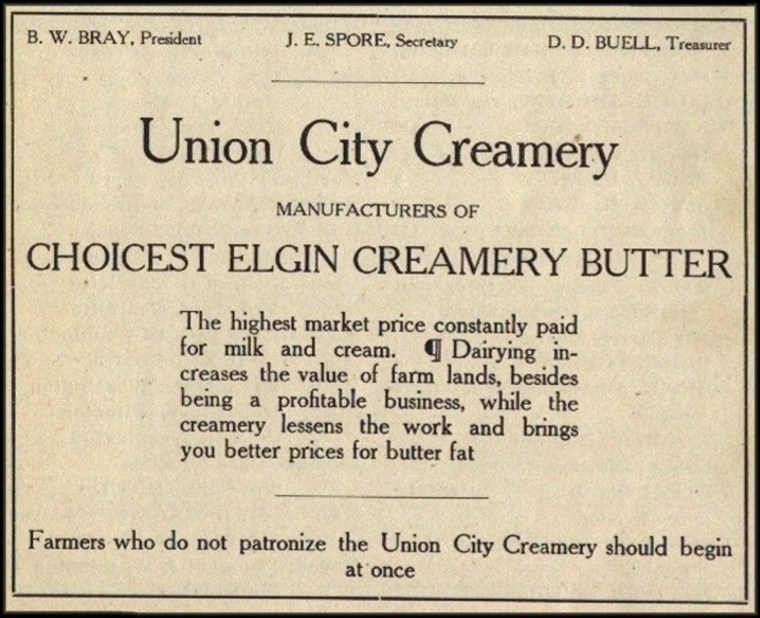 B. W. BRAY, President J. E. SPORE, Secretary D. D. BUELL, Treasurer
Union City Creamery
MANUFACTURERS OF
CHOICEST ELGIN CREAMERY BUTTER
The highest market price constantly paid
for milk and cream. ¶ Dairying in-
creases the value of farm lands, besides
being a profitable business, while the
creamery lessens the work and brings
you better prices for butter fat
Farmers who do not patronize the Union City Creamery should begin
at once